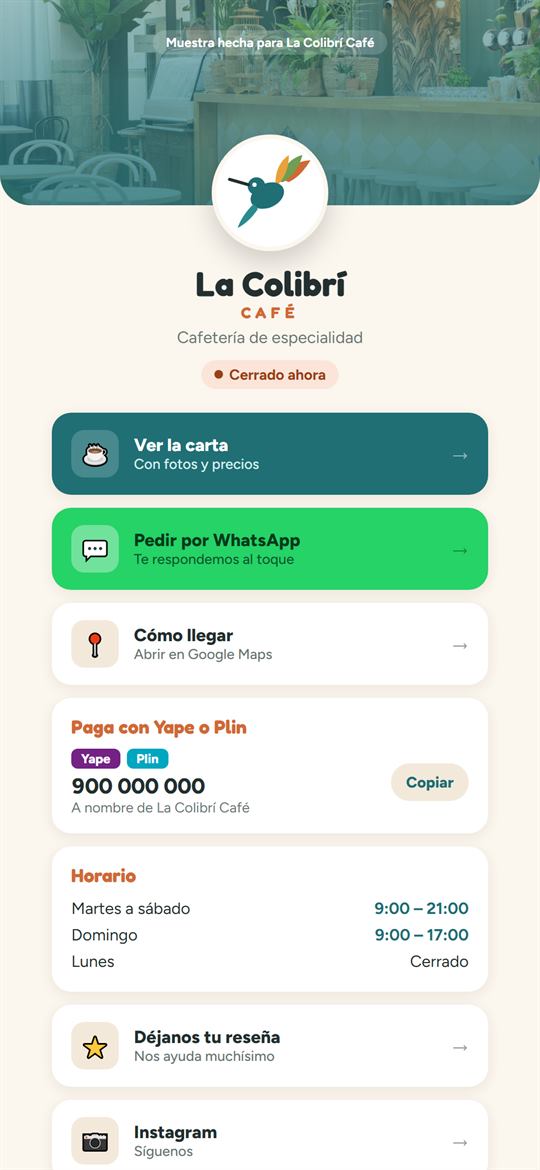 Muestra hecha para La Colibrí Café
La Colibrí
CAFÉ
Cafetería de especialidad
Cerrado ahora
Ver la carta
Con fotos y precios
→
Pedir por WhatsApp
Te respondemos al toque
→
Cómo llegar
Abrir en Google Maps
→
Paga con Yape o Plin
Yape Plin
900 000 000
A nombre de La Colibrí Café
Copiar
Horario
Martes a sábado 9:00 – 21:00
Domingo 9:00 – 17:00
Lunes Cerrado
Déjanos tu reseña
Nos ayuda muchísimo
→
Instagram
Síguenos
→